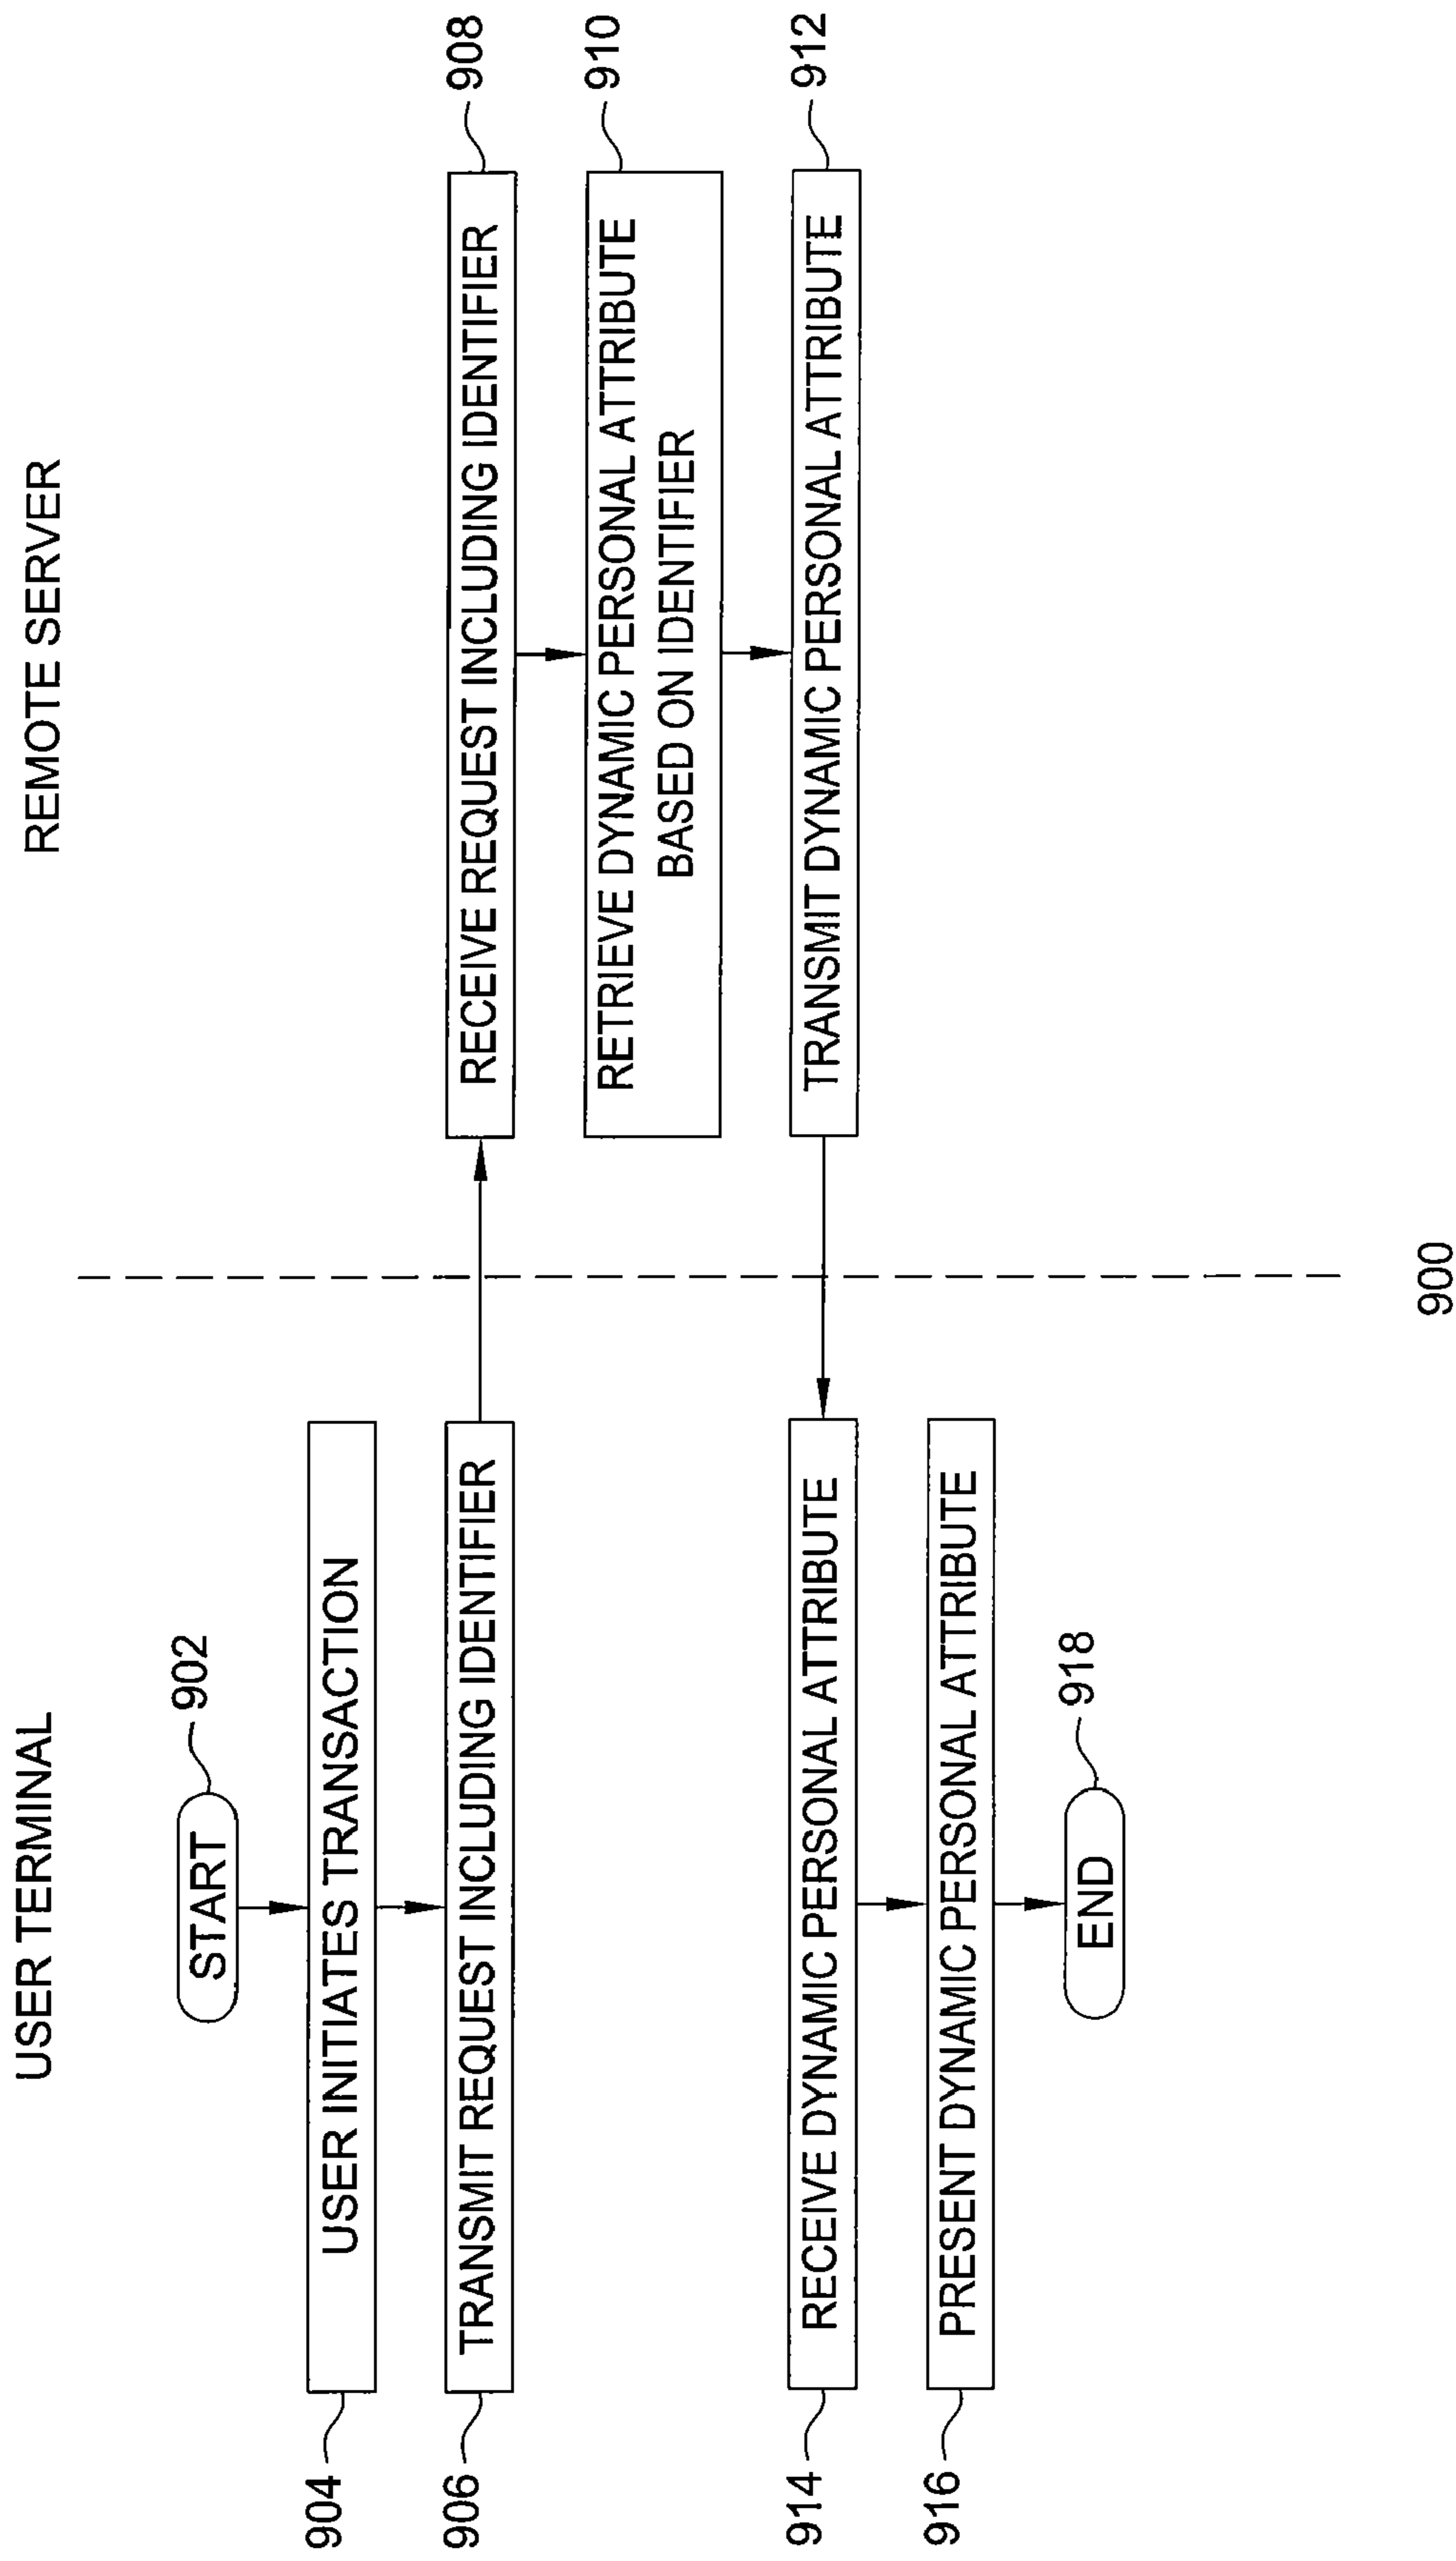 USER TERMINAL
REMOTE SERVER
START
902
904
USER INITIATES TRANSACTION
906
TRANSMIT REQUEST INCLUDING IDENTIFIER
RECEIVE REQUEST INCLUDING IDENTIFIER
908
RETRIEVE DYNAMIC PERSONAL ATTRIBUTE
BASED ON IDENTIFIER
910
TRANSMIT DYNAMIC PERSONAL ATTRIBUTE
912
914
RECEIVE DYNAMIC PERSONAL ATTRIBUTE
916
PRESENT DYNAMIC PERSONAL ATTRIBUTE
END
918
900